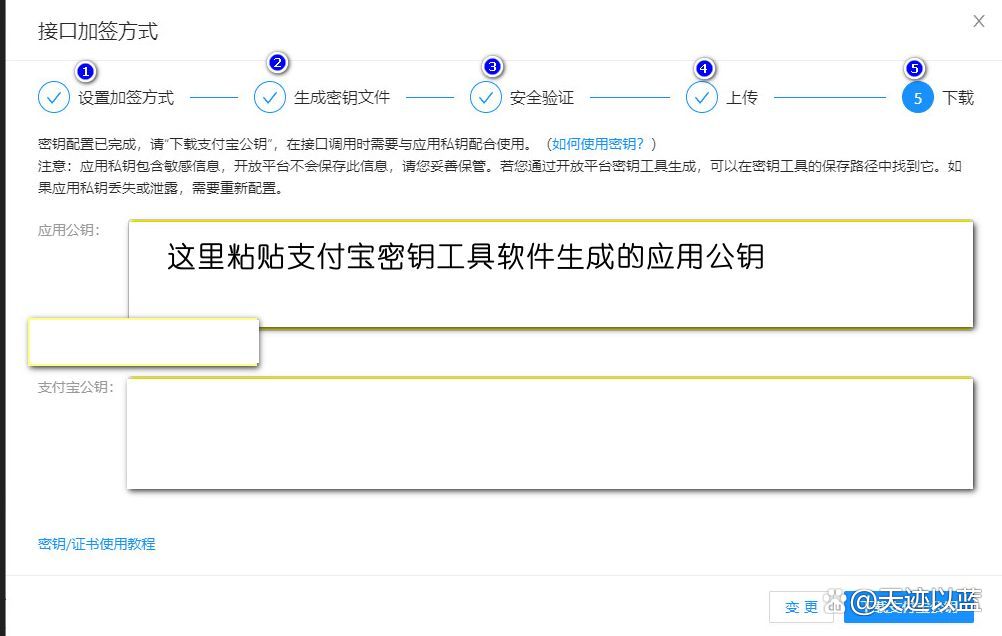 接口加签方式
1 2 3 4 5
设置加签方式 生成密钥文件 安全验证 上传 5 下载
密钥配置已完成，请“下载支付宝公钥”，在接口调用时需要与应用私钥配合使用。（如何使用密钥？）
注意：应用私钥包含敏感信息，开放平台不会保存此信息，请您妥善保管。若您通过开放平台密钥工具生成，可以在密钥工具的保存路径中找到它。如
果应用私钥丢失或泄露，需要重新配置。
应用公钥：
这里粘贴支付宝密钥工具软件生成的应用公钥
支付宝公钥：
密钥/证书使用教程
变更
du @天迹以蓝